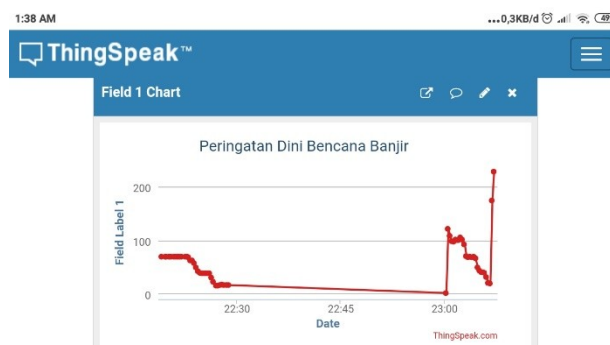 1:38 AM
...0,3KB/d
ThingSpeak™
Field 1 Chart
Peringatan Dini Bencana Banjir
Field Label 1
200
100
0
22:30 22:45 23:00
Date
ThingSpeak.com